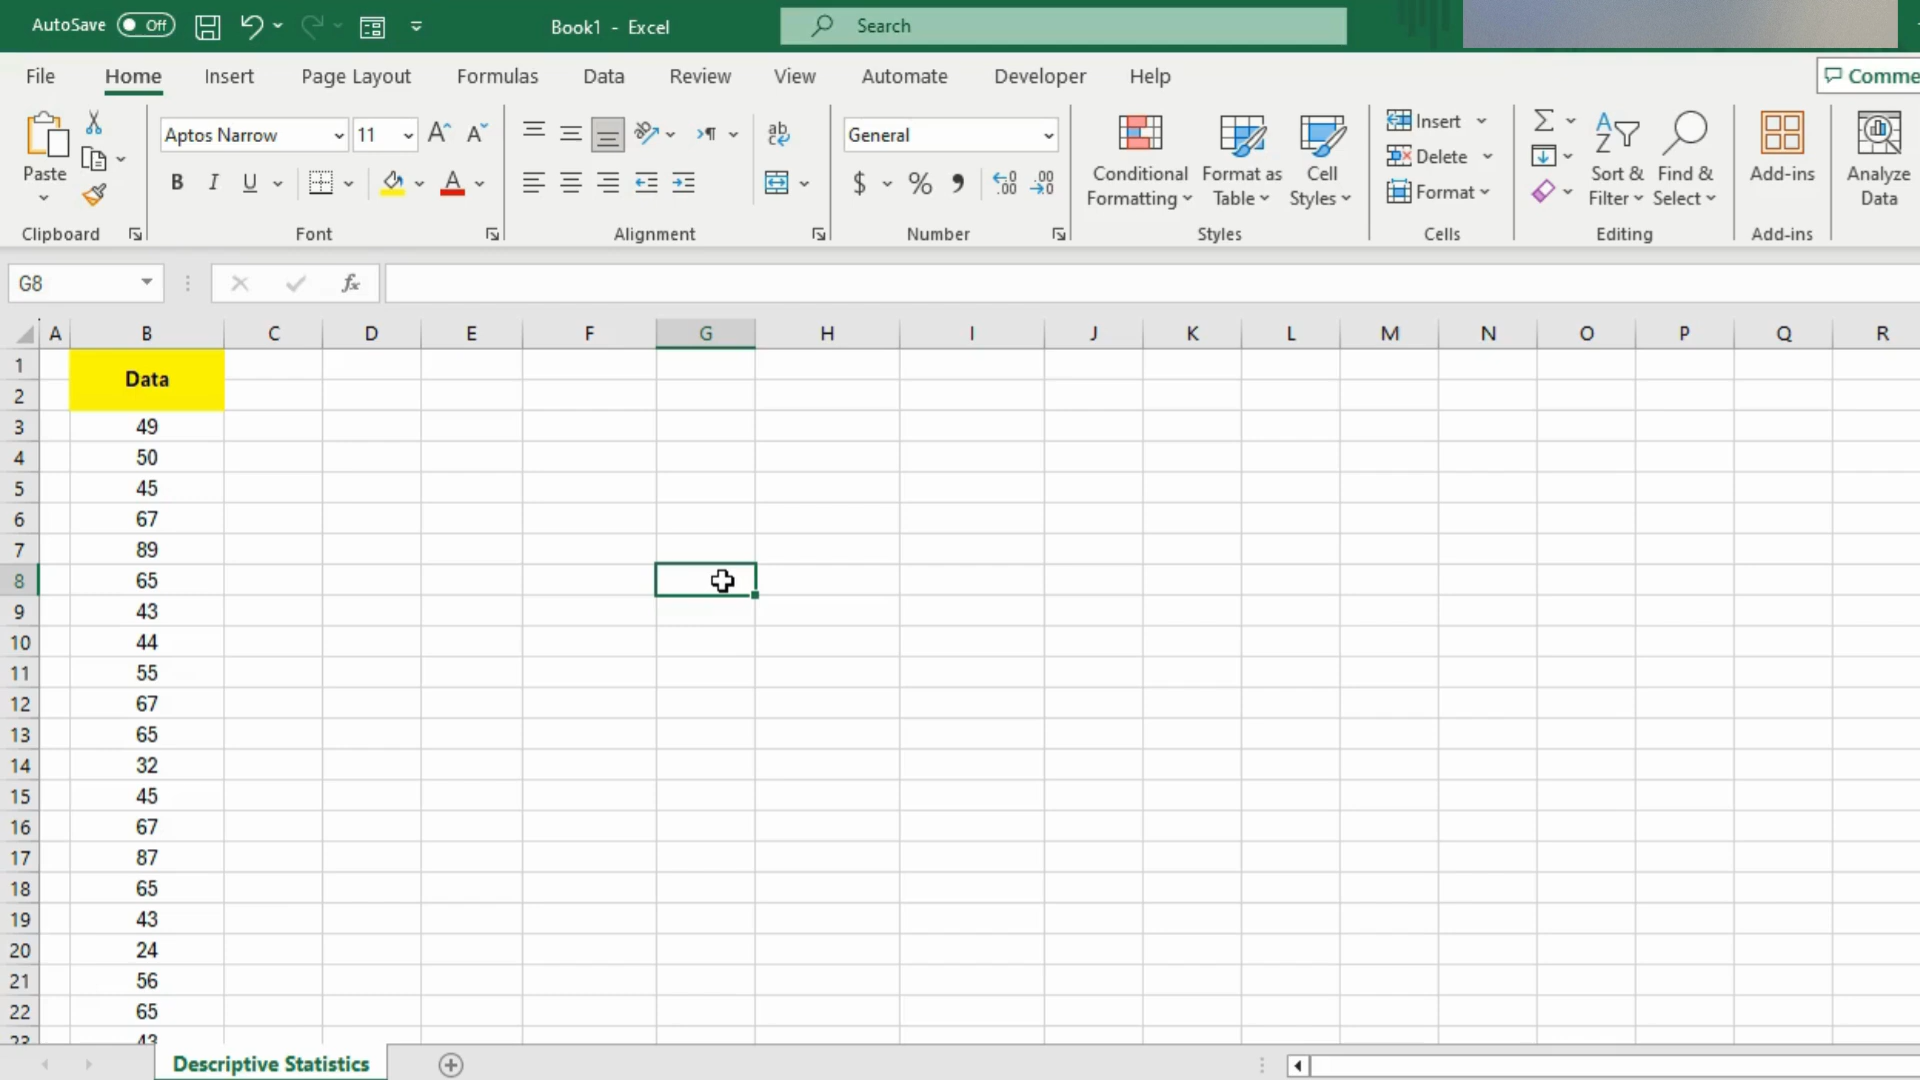 AutoSave Off Book1 - Excel Search
File Home Insert Page Layout Formulas Data Review View Automate Developer Help Comme
Paste
Clipboard
Aptos Narrow 11
B I U
Font
Alignment
General
$ % ,
Number
Conditional Formatting
Format as Table
Cell Styles
Styles
Insert
Delete
Format
Cells
Sort & Filter
Find & Select
Editing
Add-ins
Add-ins
Analyze Data
G8 fx
A B C D E F G H I J K L M N O P Q R
1 Data
2
3 49
4 50
5 45
6 67
7 89
8 65
9 43
10 44
11 55
12 67
13 65
14 32
15 45
16 67
17 87
18 65
19 43
20 24
21 56
22 65
23 43
Descriptive Statistics